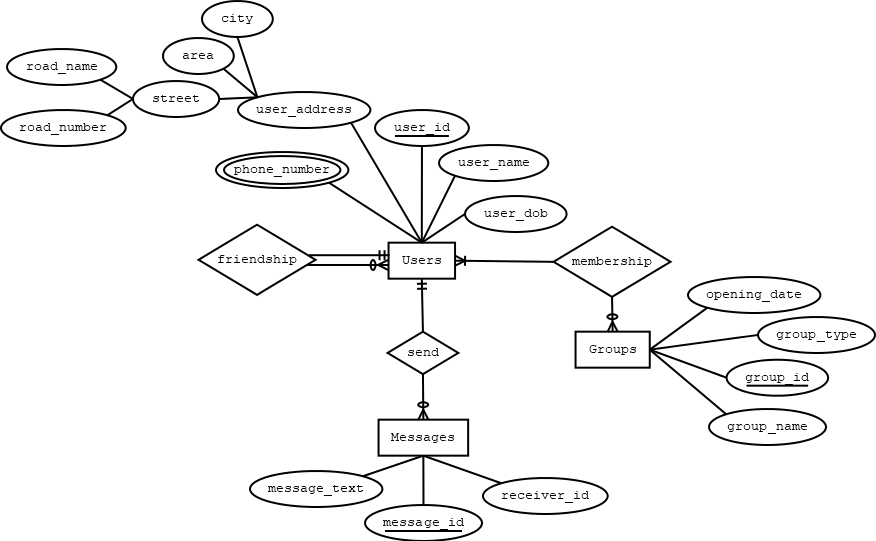 city
area
road_name
street
user_address
road_number
user_id
user_name
phone_number
user_dob
friendship
Users
membership
opening_date
group_type
send
Groups
group_id
group_name
Messages
message_text
receiver_id
message_id